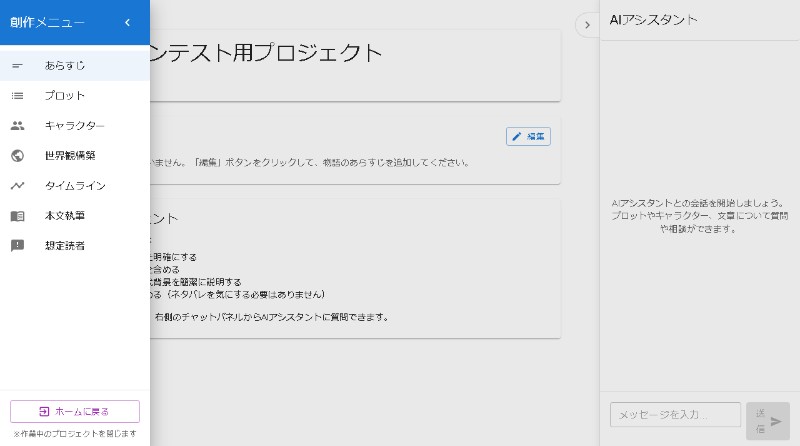 創作メニュー
あらすじ
プロット
キャラクター
世界観構築
タイムライン
本文執筆
想定読者
ホームに戻る
※作業中のプロジェクトを閉じます
ンテスト用プロジェクト
編集
いません。「編集」ボタンをクリックして、物語のあらすじを追加してください。
ント
と明確にする
を含める
代背景を簡潔に説明する
める（ネタバレを気にする必要はありません）
右側のチャットパネルからAIアシスタントに質問できます。
AIアシスタント
AIアシスタントとの会話を開始しましょう。
プロットやキャラクター、文章について質問
や相談ができます。
メッセージを入力...
送
信